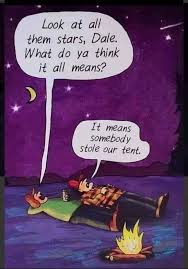 Look at all
them stars, Dale.
What do ya think
it all means?
It means
somebody
stole our tent.